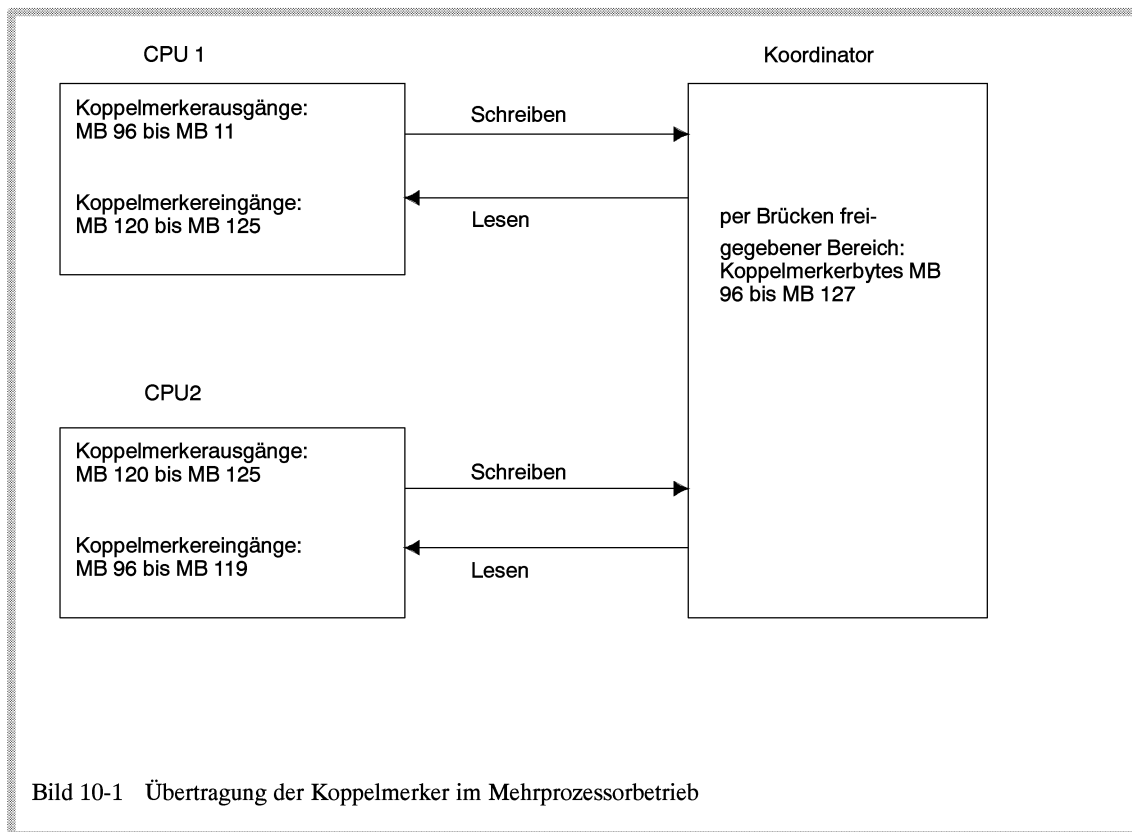 CPU 1
Koppelmerkerausgänge:
MB 96 bis MB 11
Koppelmerkereingänge:
MB 120 bis MB 125
Schreiben
Lesen
Koordinator
per Brücken frei-
gegebener Bereich:
Koppelmerkerbytes MB
96 bis MB 127
CPU2
Koppelmerkerausgänge:
MB 120 bis MB 125
Koppelmerkereingänge:
MB 96 bis MB 119
Schreiben
Lesen
Bild 10-1 Übertragung der Koppelmerker im Mehrprozessorbetrieb